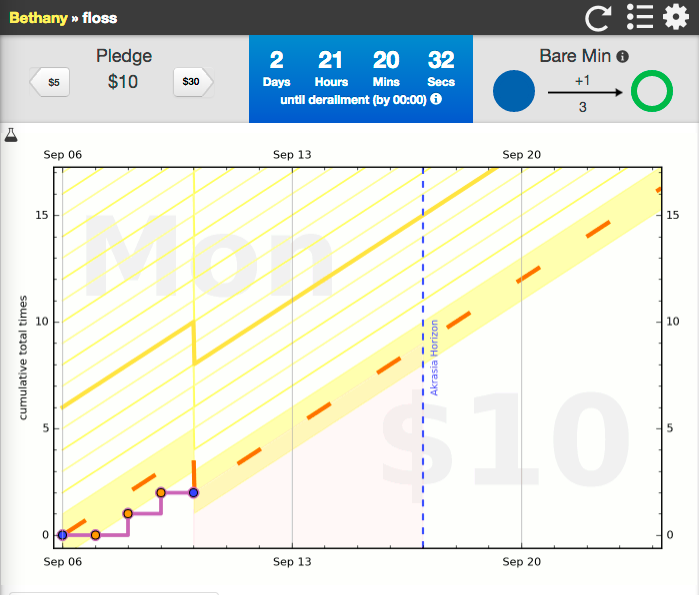 Bethany » floss
Pledge
$5
$10
$30
2 21 20 32
Days Hours Mins Secs
until derailment (by 00:00)
Bare Min
+1
3
Sep 06 Sep 13 Sep 20
Mon
$10
cumulative total times
15
10
5
0
Akrasia Horizon
15
10
5
0
Sep 06 Sep 13 Sep 20